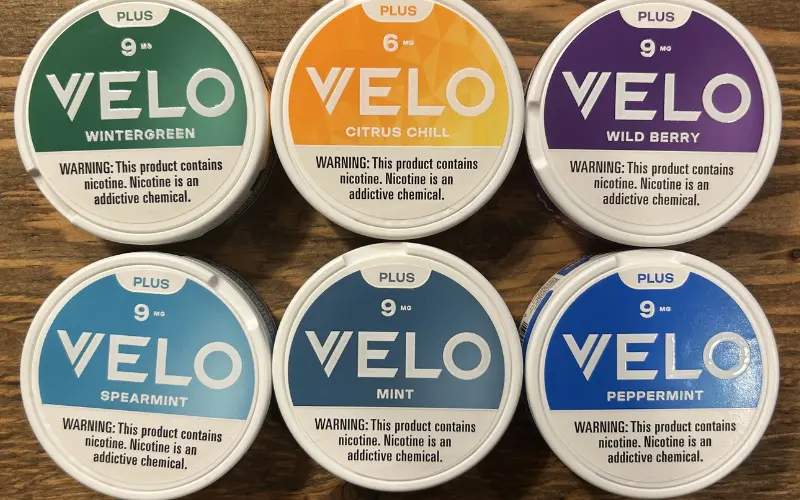 PLUS
9 MG
VELO
WINTERGREEN
WARNING: This product contains
nicotine. Nicotine is an
addictive chemical.
PLUS
6 MG
VELO
CITRUS CHILL
WARNING: This product contains
nicotine. Nicotine is an
addictive chemical.
PLUS
9 MG
VELO
WILD BERRY
WARNING: This product contains
nicotine. Nicotine is an
addictive chemical.
PLUS
9 MG
VELO
SPEARMINT
WARNING: This product contains
nicotine. Nicotine is an
addictive chemical.
PLUS
9 MG
VELO
MINT
WARNING: This product contains
nicotine. Nicotine is an
addictive chemical.
PLUS
9 MG
VELO
PEPPERMINT
WARNING: This product contains
nicotine. Nicotine is an
addictive chemical.